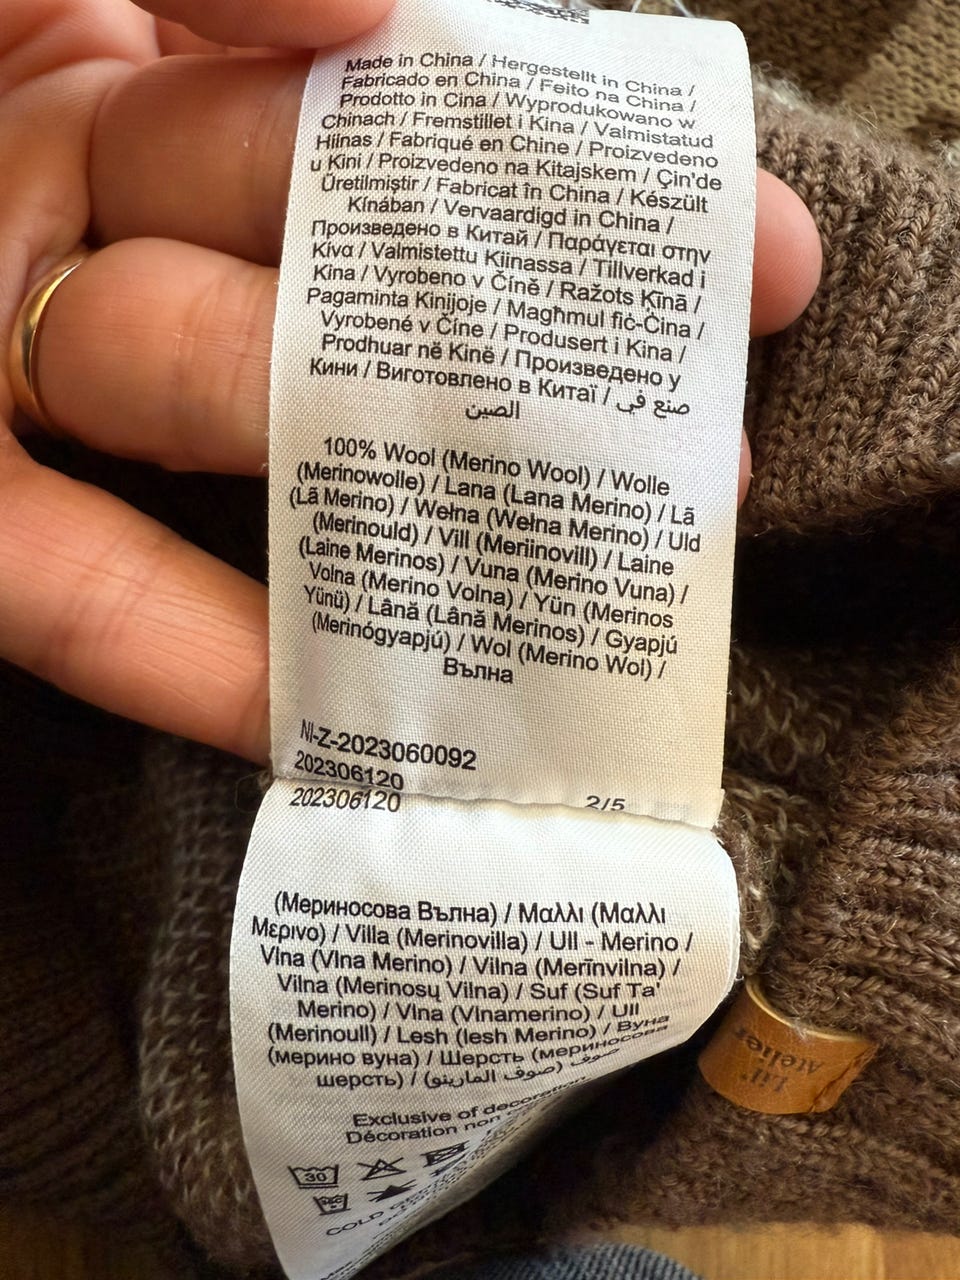 Made in China / Hergestellt in China /
Fabricado en China / Feito na China /
Prodotto in Cina / Wyprodukowano w
Chinach / Fremstillet i Kina / Valmistatud
Hiinas / Fabriqué en Chine / Proizvedeno
u Kini / Proizvedeno na Kitajskem / Çin'de
Üretilmiştir / Fabricat în China / Készült
Kínában / Vervaardigd in China /
Произведено в Китай / Παράγεται στην
Κίνα / Valmistettu Kiinassa / Tillverkad i
Kina / Vyrobeno v Číně / Ražots Ķīnā /
Pagaminta Kinijoje / Magħmul fiċ-Ċina /
Vyrobené v Číne / Produsert i Kina /
Prodhuar në Kinë / Произведено у
Кини / Виготовлено в Китаї / صنع في
الصين
100% Wool (Merino Wool) / Wolle
(Merinowolle) / Lana (Lana Merino) / Lã
(Lã Merino) / Wełna (Wełna Merino) / Uld
(Merinould) / Vill (Meriinovill) / Laine
(Laine Merinos) / Vuna (Merino Vuna) /
Volna (Merino Volna) / Yün (Merinos
Yünü) / Lână (Lână Merinos) / Gyapjú
(Merinógyapjú) / Wol (Merino Wol) /
Вълна
NI-Z-2023060092
202306120
202306120 2/5
(Мериносова Вълна) / Μαλλι (Μαλλι
Μερινο) / Villa (Merinovilla) / Ull - Merino /
Vlna (Vlna Merino) / Vilna (Merīnvilna) /
Vilna (Merinosų Vilna) / Suf (Suf Ta'
Merino) / Vlna (Vlnamerino) / Ull
(Merinoull) / Lesh (lesh Merino) / Вуна
(мерино вуна) / Шерсть (мериносова
шерсть) / صوف (صوف المارينو)
Exclusive of decoration
Décoration non
30
COLD
Lil'
Atelier